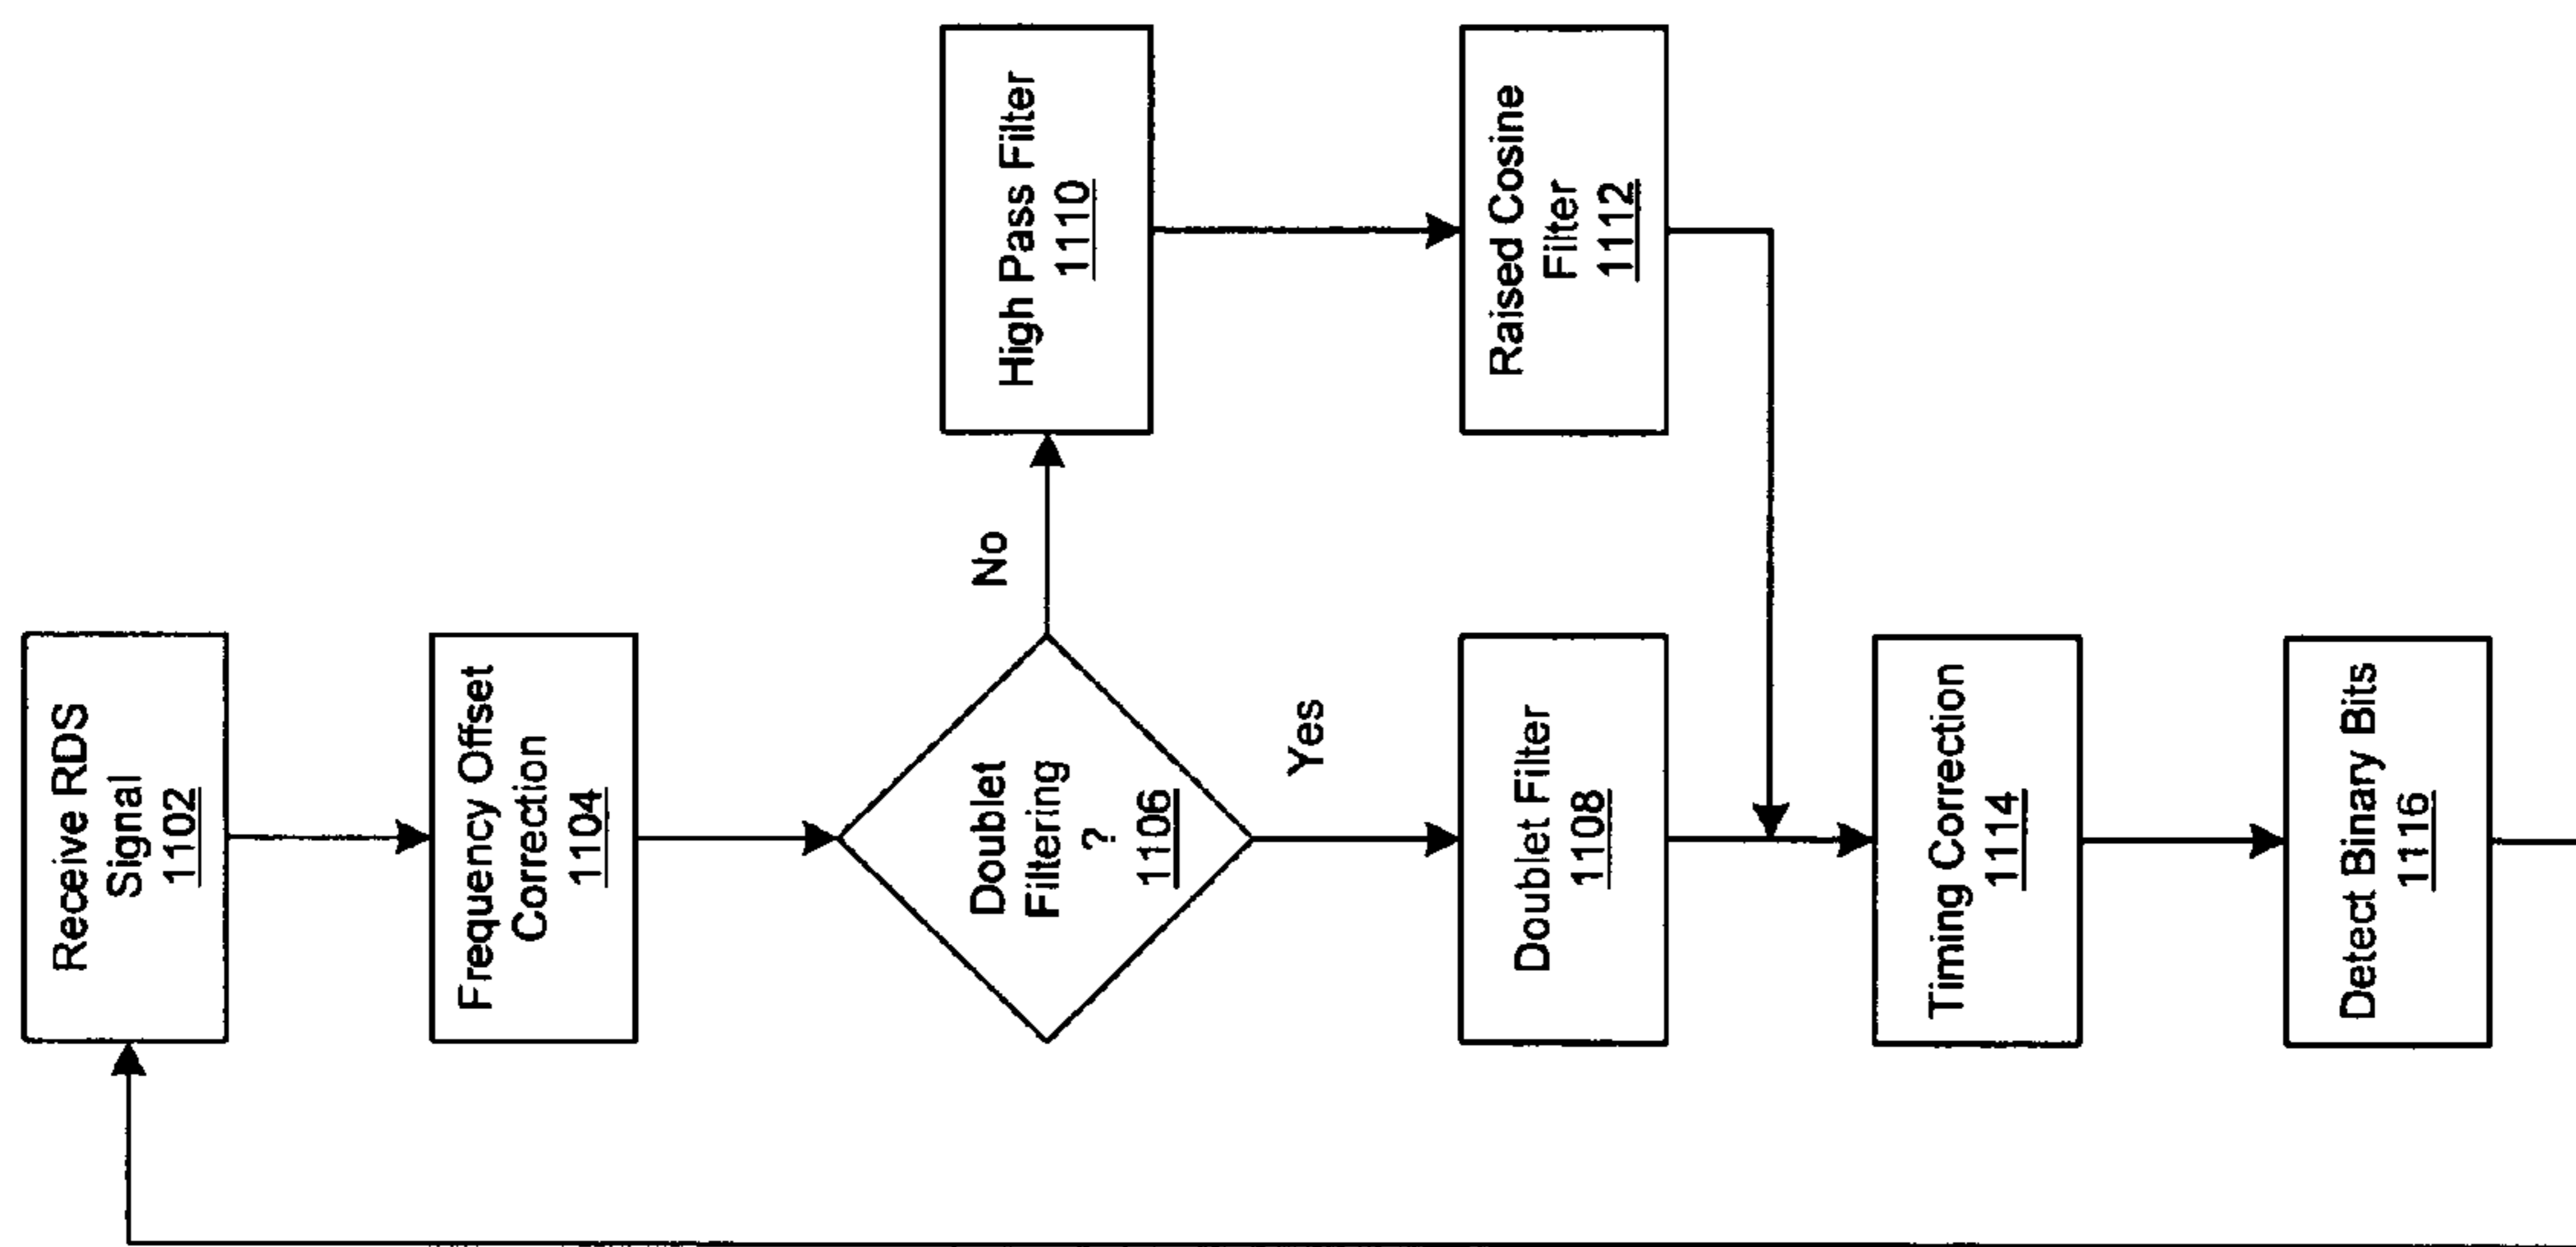 Receive RDS
Signal
1102
Frequency Offset
Correction
1104
Doublet
Filtering
?
1106
No
High Pass Filter
1110
Raised Cosine
Filter
1112
Yes
Doublet Filter
1108
Timing Correction
1114
Detect Binary Bits
1116